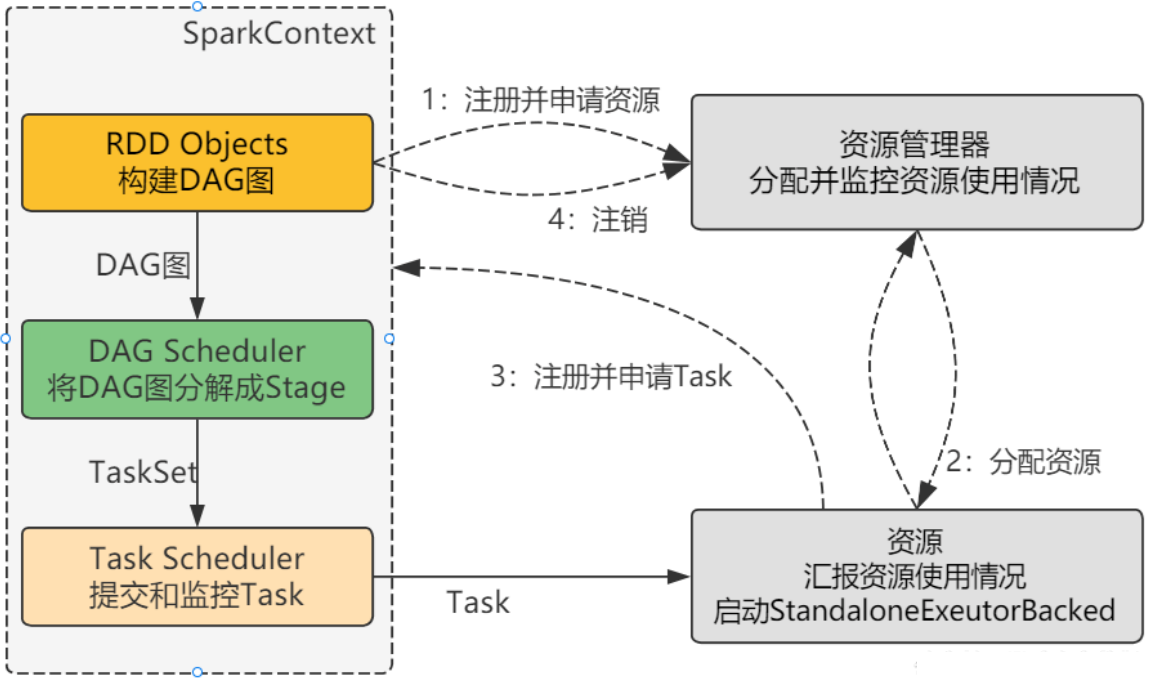 SparkContext
1：注册并申请资源
RDD Objects
构建DAG图
资源管理器
分配并监控资源使用情况
4：注销
DAG图
DAG Scheduler
将DAG图分解成Stage
3：注册并申请Task
TaskSet
2：分配资源
Task Scheduler
提交和监控Task
Task
资源
汇报资源使用情况
启动StandaloneExeutorBacked